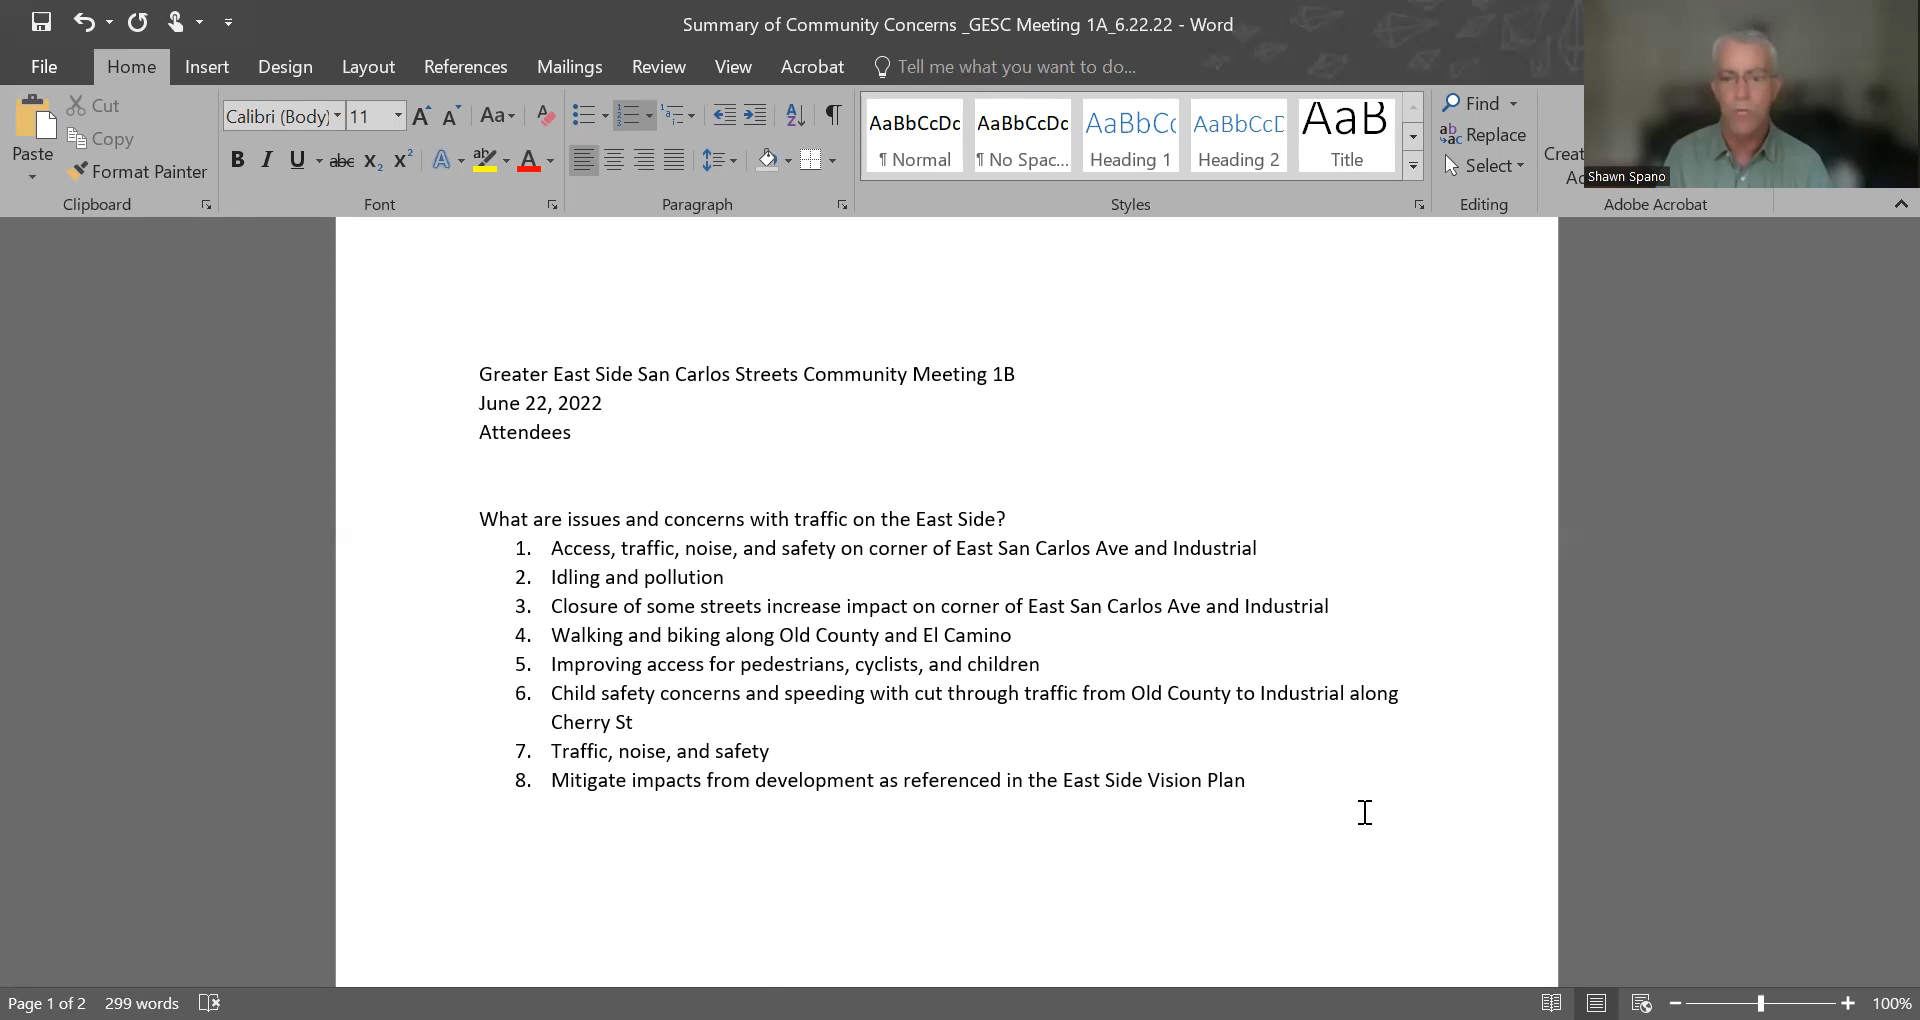 Summary of Community Concerns _GESC Meeting 1A_6.22.22 - Word
File Home Insert Design Layout References Mailings Review View Acrobat Tell me what you want to do...
Paste
Cut
Copy
Format Painter
Clipboard
Calibri (Body) 11
Aa
B I U abc X₂ X²
Font
Paragraph
AaBbCcDc AaBbCcDc AaBbCc AaBbCcD AaB
¶ Normal ¶ No Spac... Heading 1 Heading 2 Title
Styles
Find
Replace
Select
Editing
Creat
Adobe Acrobat
Shawn Spano
Greater East Side San Carlos Streets Community Meeting 1B
June 22, 2022
Attendees
What are issues and concerns with traffic on the East Side?
1. Access, traffic, noise, and safety on corner of East San Carlos Ave and Industrial
2. Idling and pollution
3. Closure of some streets increase impact on corner of East San Carlos Ave and Industrial
4. Walking and biking along Old County and El Camino
5. Improving access for pedestrians, cyclists, and children
6. Child safety concerns and speeding with cut through traffic from Old County to Industrial along
Cherry St
7. Traffic, noise, and safety
8. Mitigate impacts from development as referenced in the East Side Vision Plan
Page 1 of 2 299 words 100%